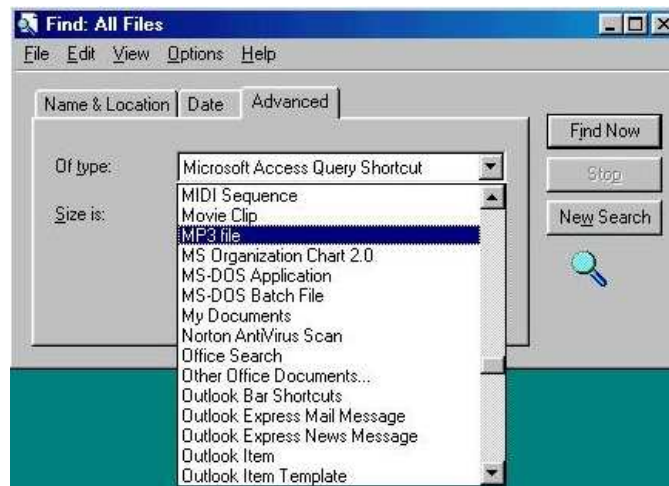 Find: All Files
File Edit View Options Help
Name & Location Date Advanced
Find Now
Of type: Microsoft Access Query Shortcut
Stop
MIDI Sequence
Size is:
Movie Clip
New Search
MP3 file
MS Organization Chart 2.0
MS-DOS Application
MS-DOS Batch File
My Documents
Norton AntiVirus Scan
Office Search
Other Office Documents...
Outlook Bar Shortcuts
Outlook Express Mail Message
Outlook Express News Message
Outlook Item
Outlook Item Template